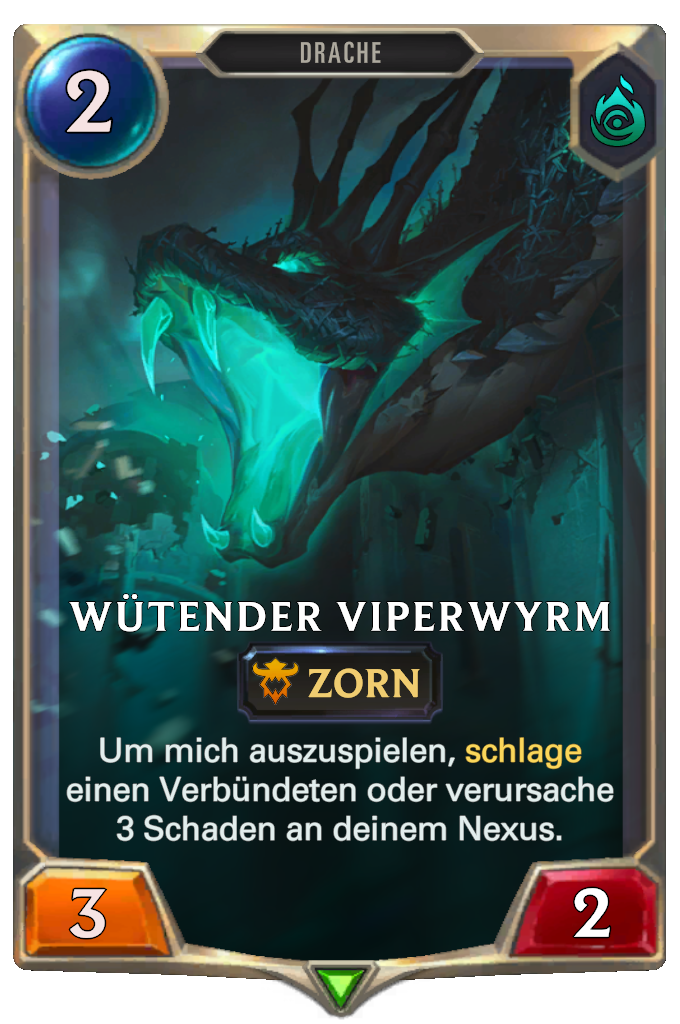 DRACHE
2
WÜTENDER VIPERWYRM
ZORN
Um mich auszuspielen, schlage
einen Verbündeten oder verursache
3 Schaden an deinem Nexus.
3
2